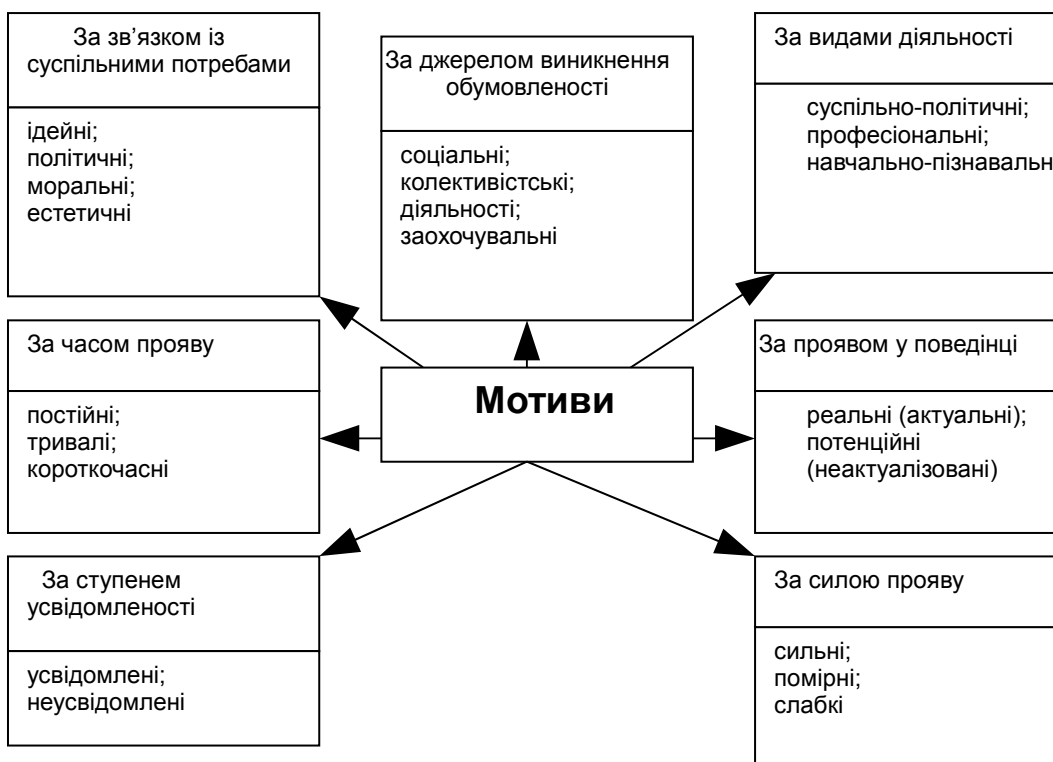 За зв’язком із
суспільними потребами
ідейні;
політичні;
моральні;
естетичні
За джерелом виникнення
обумовленості
соціальні;
колективістські;
діяльності;
заохочувальні
За видами діяльності
суспільно-політичні;
професіональні;
навчально-пізнавальн
За часом прояву
постійні;
тривалі;
короткочасні
Мотиви
За проявом у поведінці
реальні (актуальні);
потенційні
(неактуалізовані)
За ступенем
усвідомленості
усвідомлені;
неусвідомлені
За силою прояву
сильні;
помірні;
слабкі